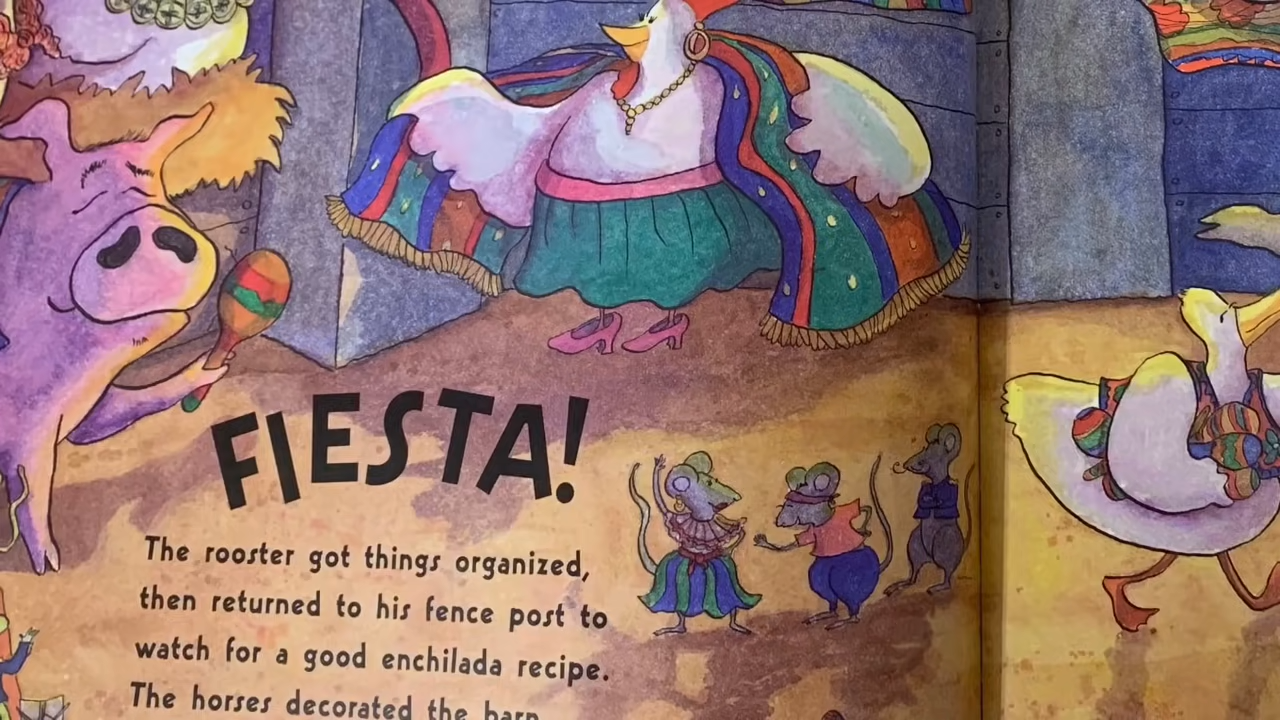 FIESTA!
The rooster got things organized,
then returned to his fence post to
watch for a good enchilada recipe.
The horses decorated the barn